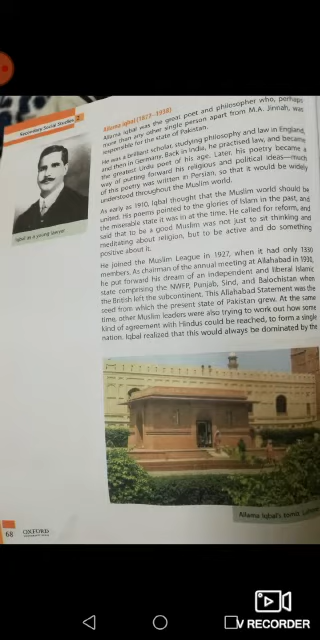 Secondary Social Studies 2
Allama Iqbal (1877–1938)
Allama Iqbal was the great poet and philosopher who, perhaps
more than any other single person apart from M.A. Jinnah, was
responsible for the state of Pakistan.
He was a brilliant scholar, studying philosophy and law in England,
and then in Germany. Back in India, he practised law, and became
the greatest Urdu poet of his age. Later, his poetry became a
way of putting forward his religious and political ideas—much
of this poetry was written in Persian, so that it would be widely
understood throughout the Muslim world.
Iqbal as a young lawyer
As early as 1910, Iqbal thought that the Muslim world should be
united. His poems pointed to the glories of Islam in the past, and
the miserable state it was in at the time. He called for reform, and
said that to be a good Muslim was not just to sit thinking and
meditating about religion, but to be active and do something
positive about it.
He joined the Muslim League in 1927, when it had only 1330
members. As chairman of the annual meeting at Allahabad in 1930,
he put forward his dream of an independent and liberal Islamic
state comprising the NWFP, Punjab, Sind, and Balochistan when
the British left the subcontinent. This Allahabad Statement was the
seed from which the present state of Pakistan grew. At the same
time, other Muslim leaders were also trying to work out how some
kind of agreement with Hindus could be reached, to form a single
nation. Iqbal realized that this would always be dominated by the
Allama Iqbal's tomb, Lahore
68
OXFORD
UNIVERSITY PRESS
V RECORDER